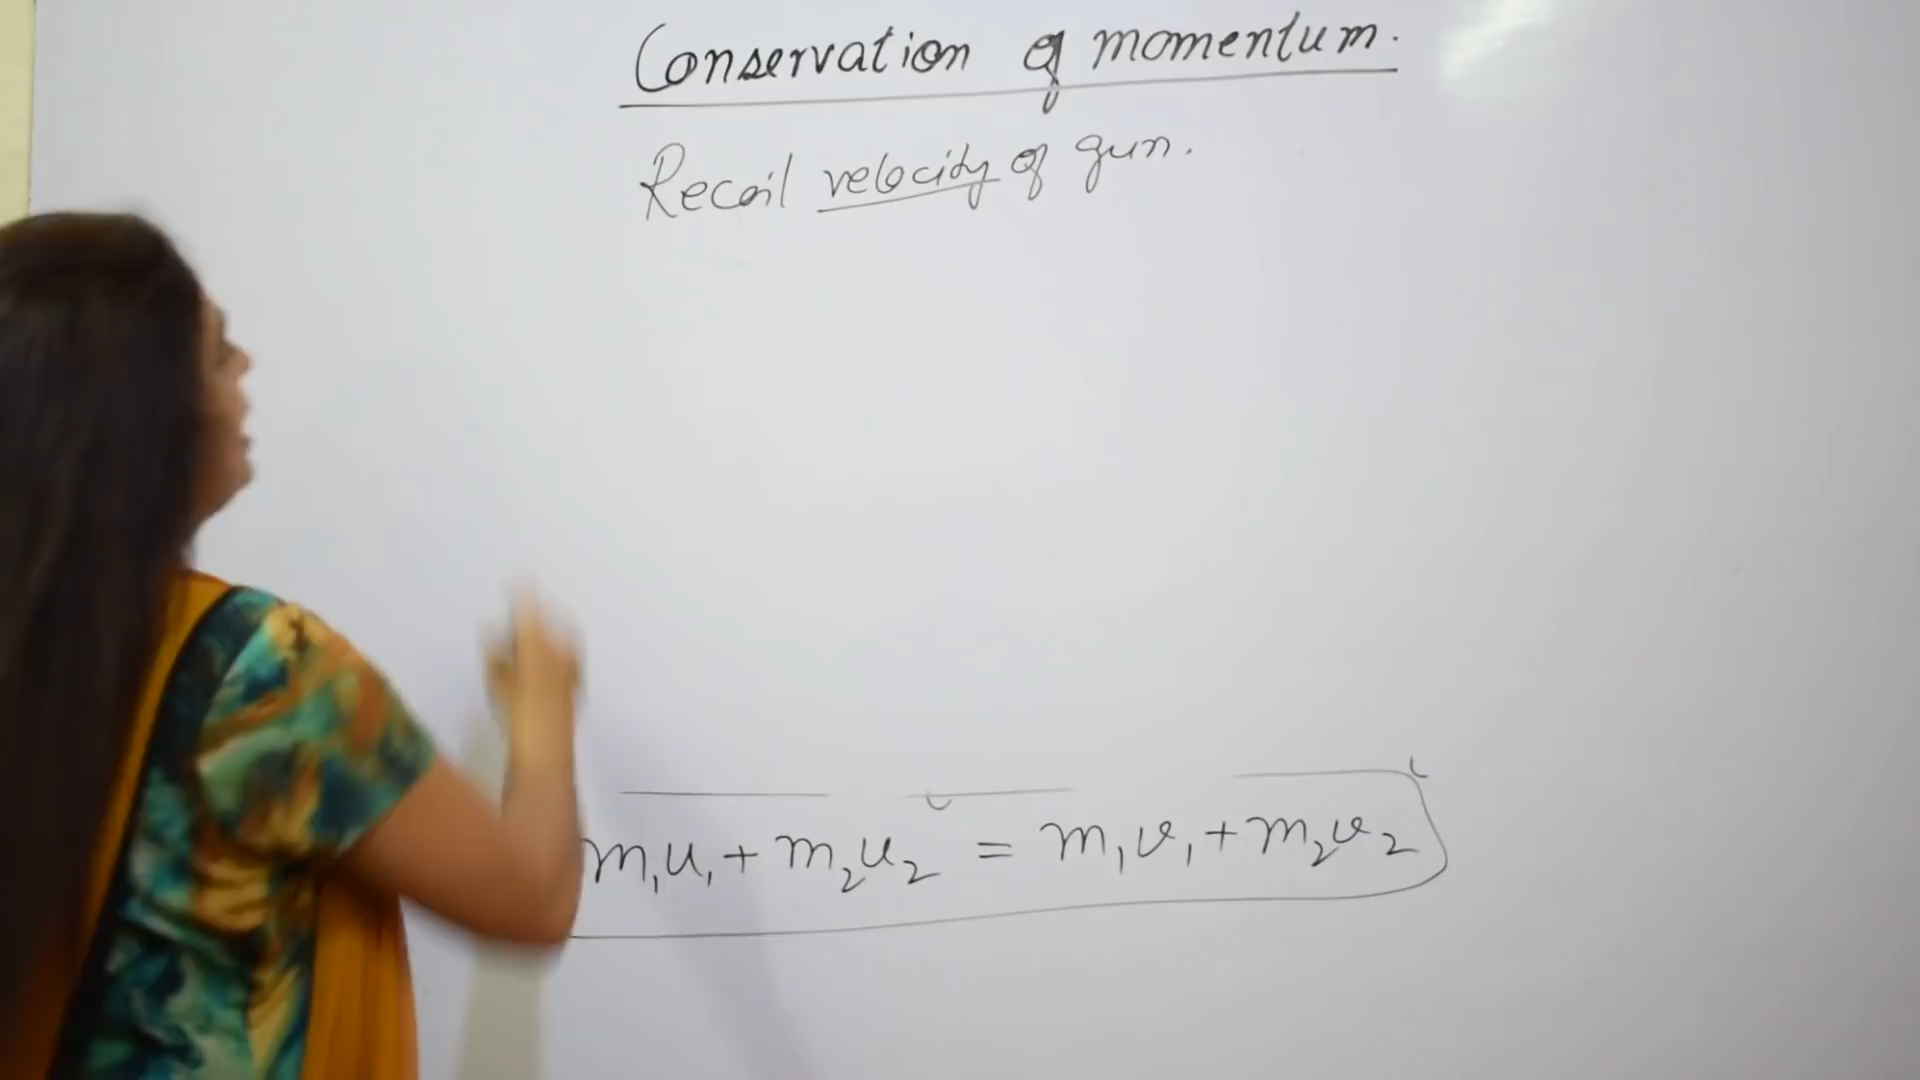 Conservation of momentum.
Recoil velocity of gun.
m₁u₁ + m₂u₂ = m₁v₁ + m₂v₂